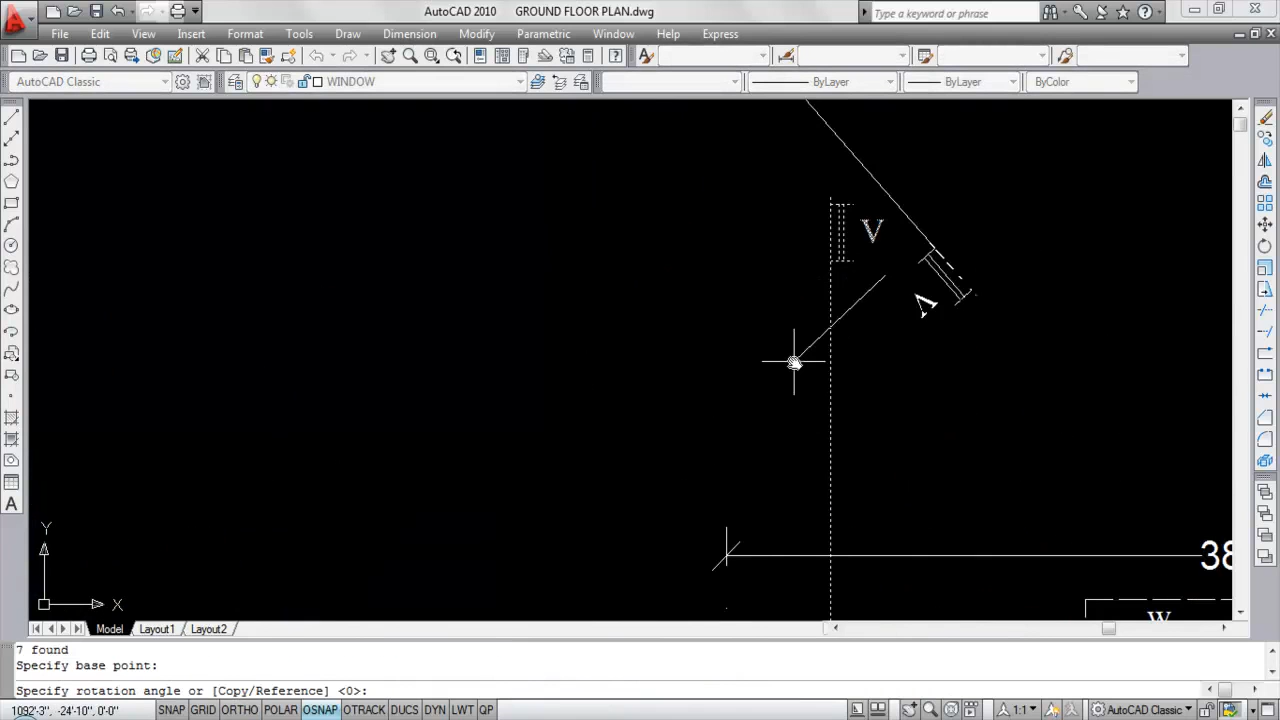 AutoCAD 2010 GROUND FLOOR PLAN.dwg Type a keyword or phrase
File Edit View Insert Format Tools Draw Dimension Modify Parametric Window Help Express
AutoCAD Classic WINDOW ByLayer ByLayer ByColor
V
V
38
W
Y
X
Model Layout1 Layout2
7 found
Specify base point:
Specify rotation angle or [Copy/Reference] <0>:
1092'-3", -24'-10", 0'-0" SNAP GRID ORTHO POLAR OSNAP OTRACK DUCS DYN LWT QP 1:1 AutoCAD Classic